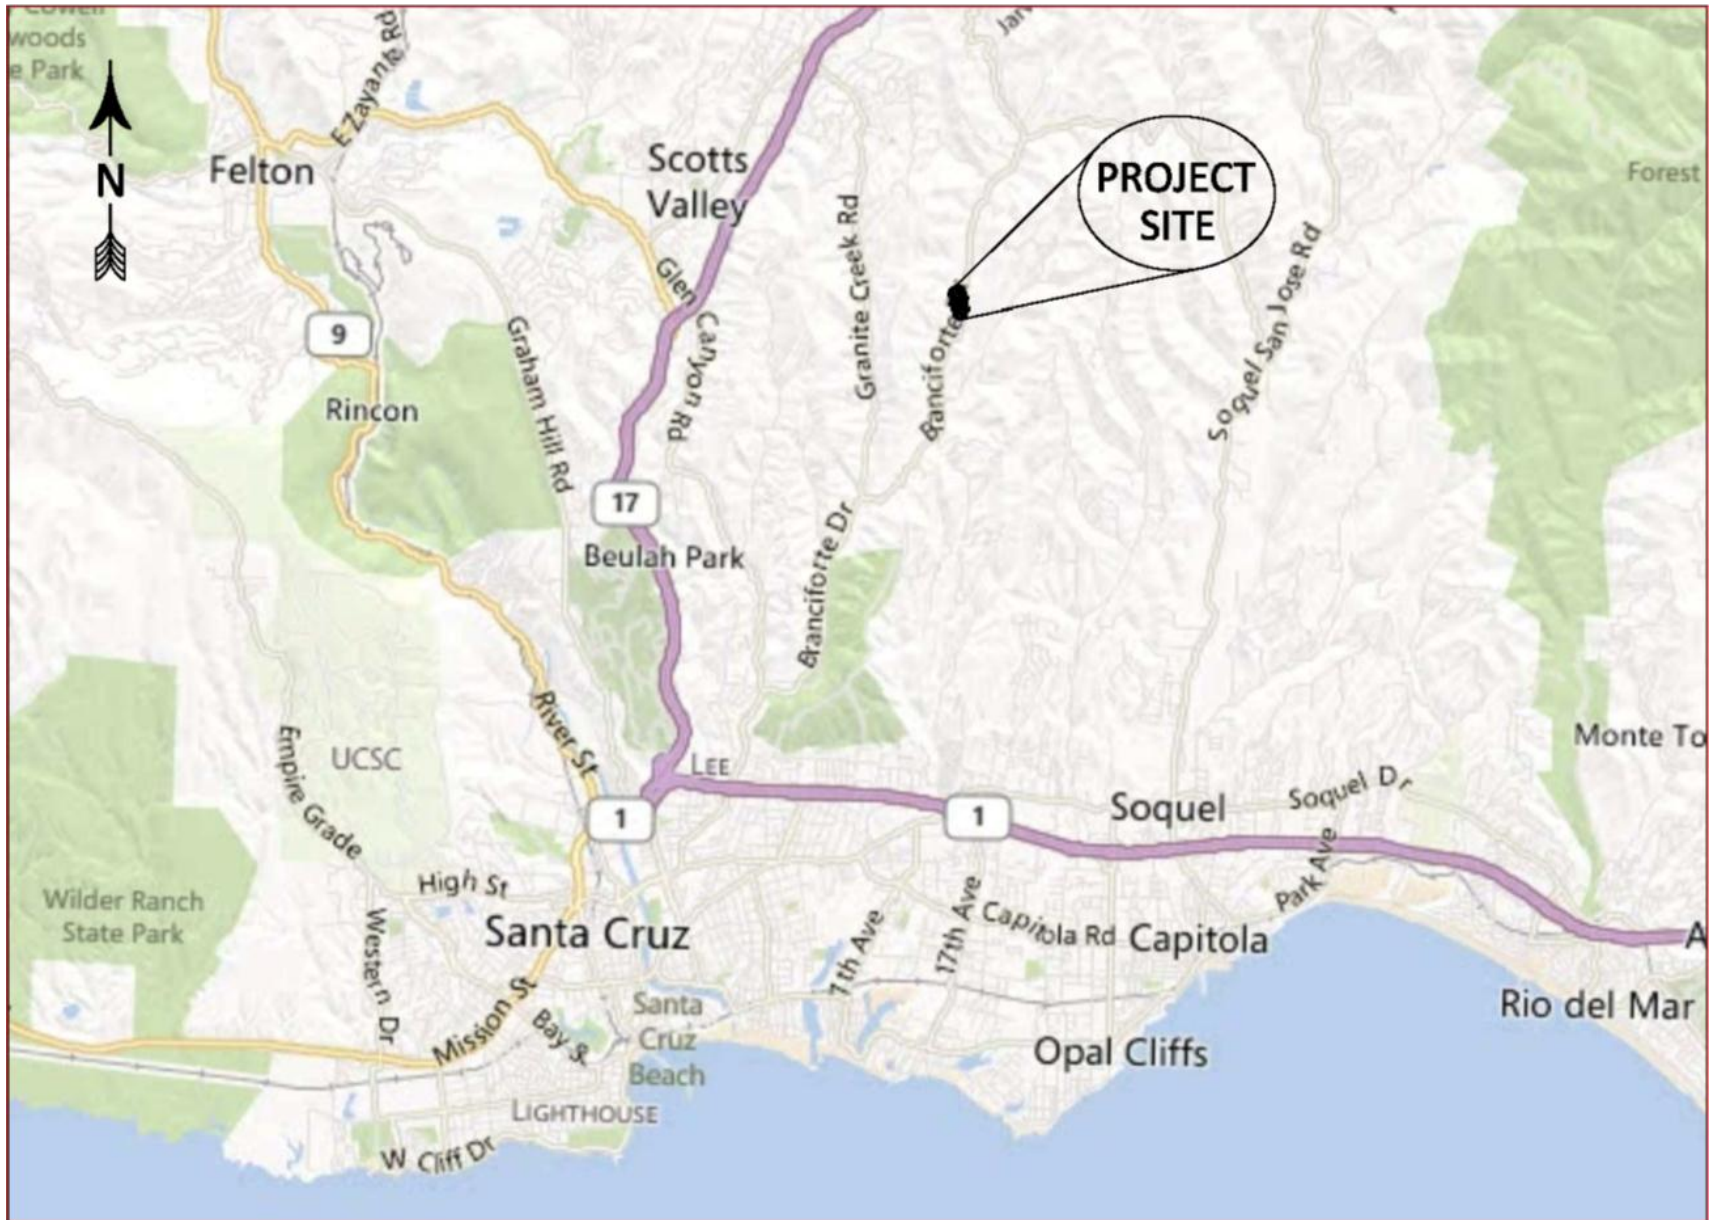 Cowell
woods
e Park
E Zayante Rd
N
Felton
Scotts
Valley
PROJECT
SITE
Forest
Granite Creek Rd
Glen Canyon Rd
Soquel San Jose Rd
9
Graham Hill Rd
Branciforte
Rincon
17
Beulah Park
Branciforte Dr
River St
Monte To
Empire Grade
UCSC
LEE
1
1
Soquel
Soquel Dr
Park Ave
High St
Wilder Ranch
State Park
Western Dr
Santa Cruz
7th Ave
17th Ave
Capitola Rd
Capitola
A
Mission St
Bay St
Santa
Cruz
Beach
Rio del Mar
Opal Cliffs
LIGHTHOUSE
W Cliff Dr